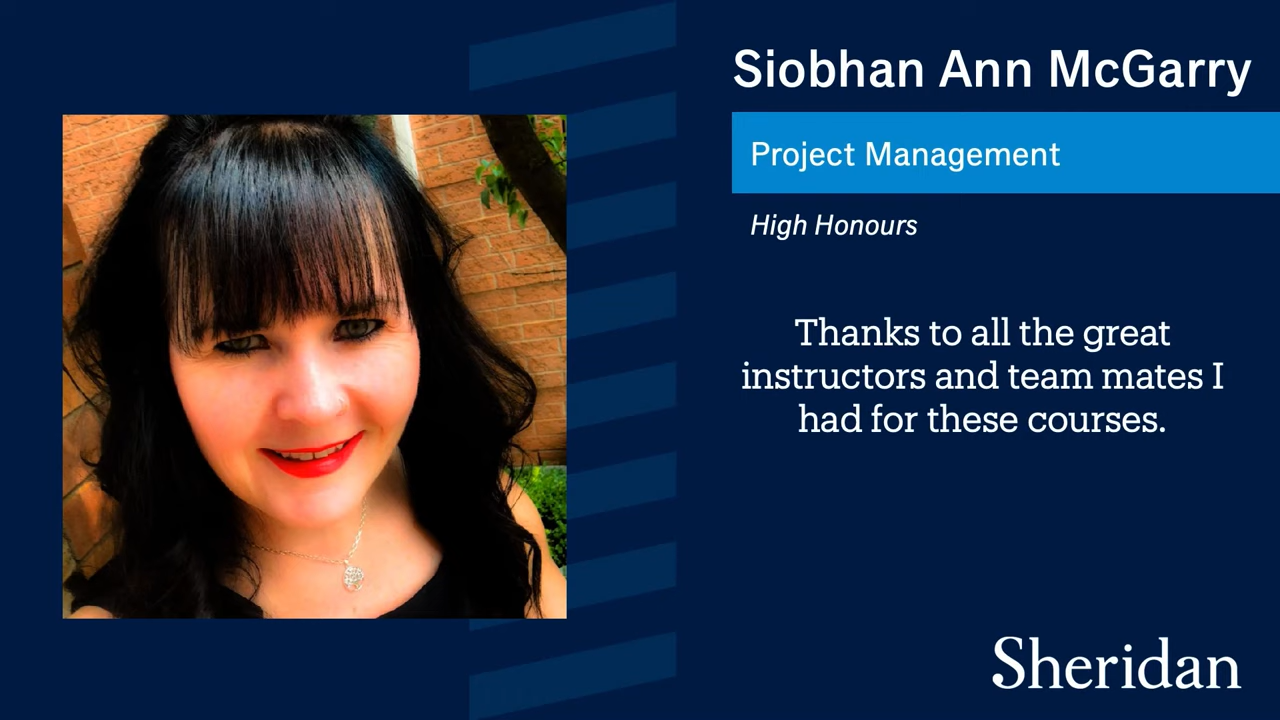 Siobhan Ann McGarry
Project Management
High Honours
Thanks to all the great
instructors and team mates I
had for these courses.
Sheridan